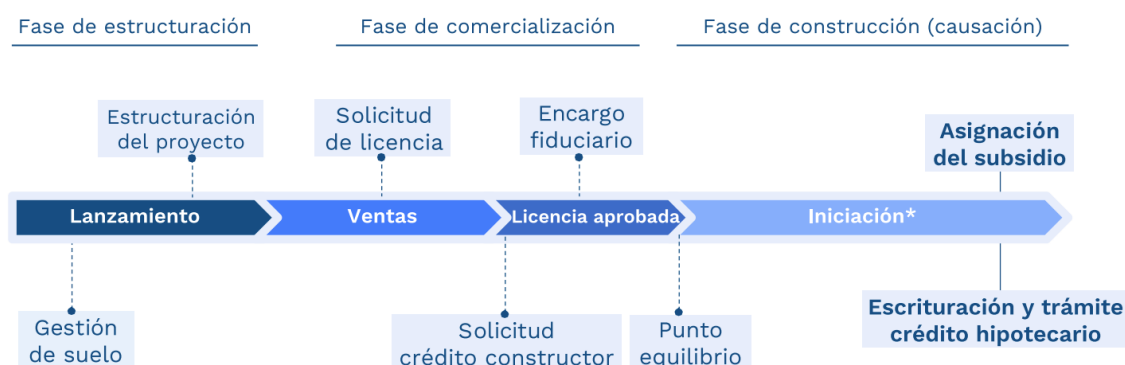 Fase de estructuración
Fase de comercialización
Fase de construcción (causación)
Estructuración
del proyecto
Solicitud
de licencia
Encargo
fiduciario
Asignación
del subsidio
Lanzamiento
Ventas
Licencia aprobada
Iniciación*
Gestión
de suelo
Solicitud
crédito constructor
Punto
equilibrio
Escrituración y trámite
crédito hipotecario